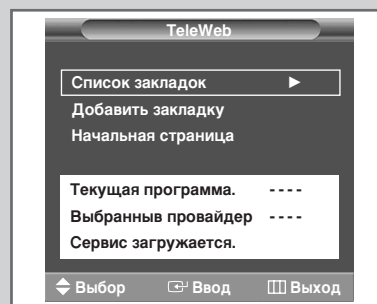 TeleWeb
Список закладок ►
Добавить закладку
Начальная страница
Текущая программа. ----
Выбранныв провайдер ----
Сервис загружается.
Выбор Ввод Выход